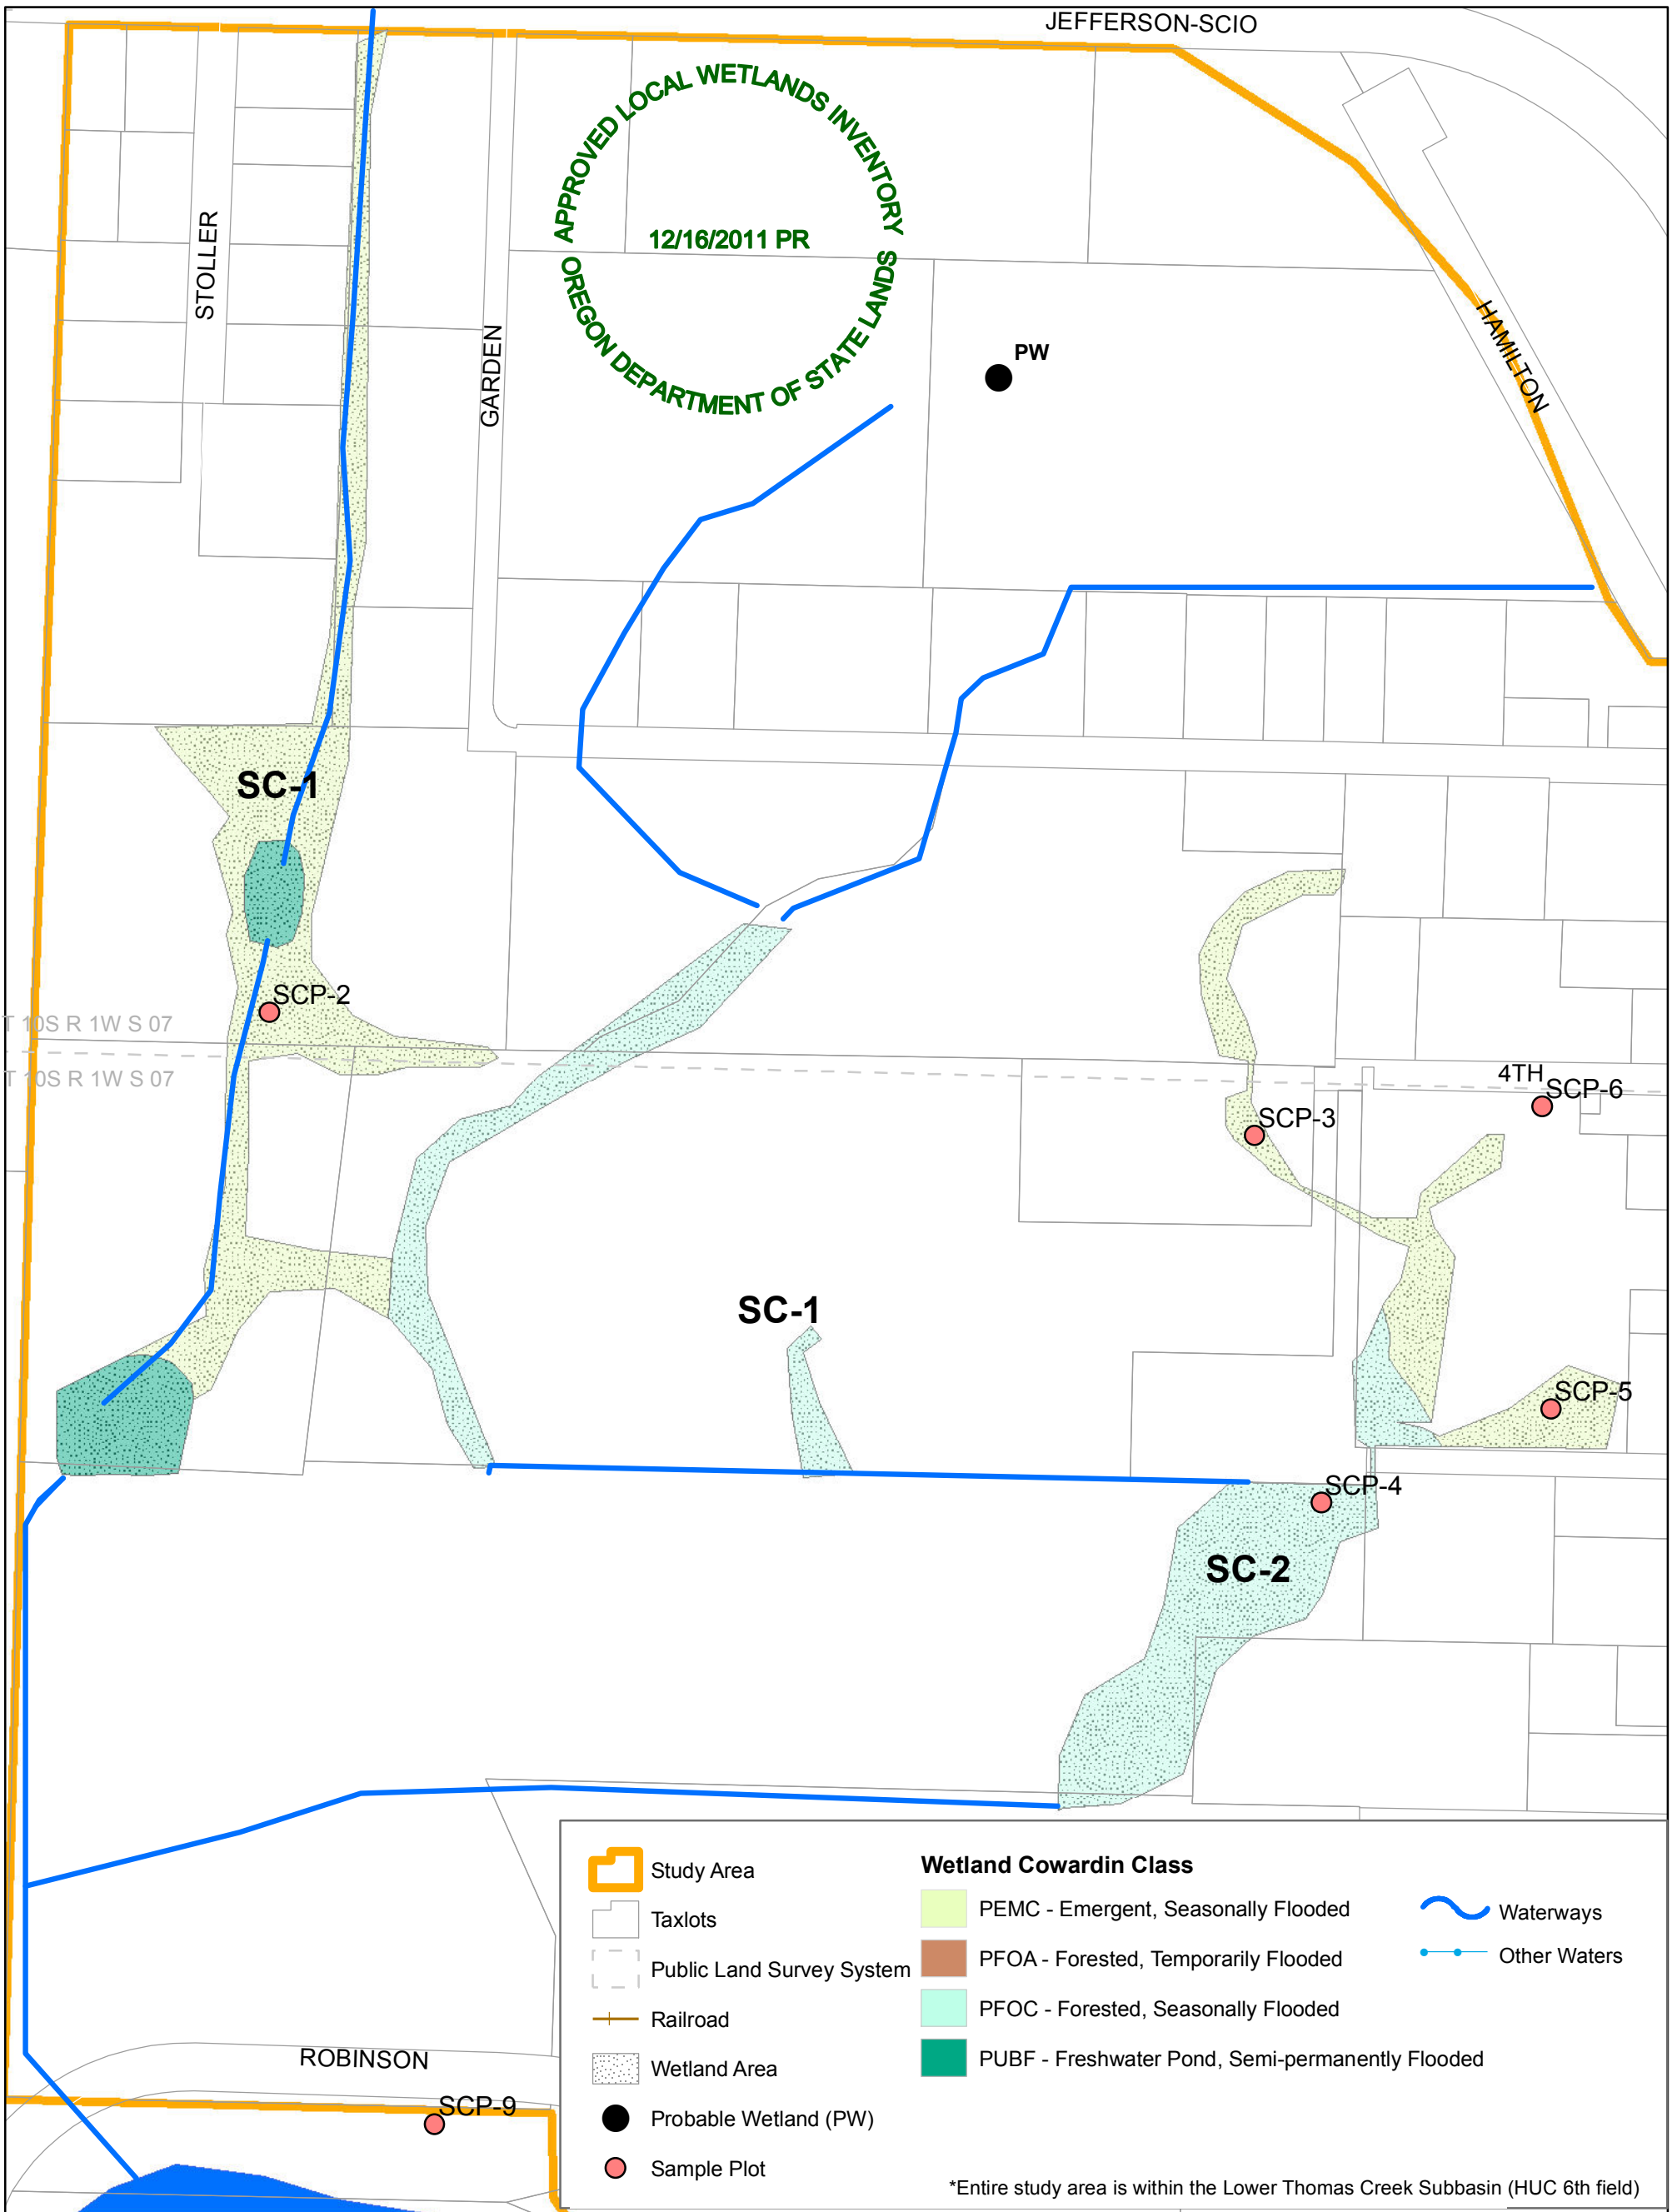 JEFFERSON-SCIO
APPROVED LOCAL WETLANDS INVENTORY
12/16/2011 PR
OREGON DEPARTMENT OF STATE LANDS
STOLLER
GARDEN
HAMILTON
PW
SC-1
SCP-2
T 10S R 1W S 07
T 10S R 1W S 07
4TH
SCP-6
SCP-3
SC-1
SCP-5
SCP-4
SC-2
ROBINSON
SCP-9
Study Area
Taxlots
Public Land Survey System
Railroad
Wetland Area
Probable Wetland (PW)
Sample Plot
Wetland Cowardin Class
PEMC - Emergent, Seasonally Flooded
PFOA - Forested, Temporarily Flooded
PFOC - Forested, Seasonally Flooded
PUBF - Freshwater Pond, Semi-permanently Flooded
Waterways
Other Waters
*Entire study area is within the Lower Thomas Creek Subbasin (HUC 6th field)